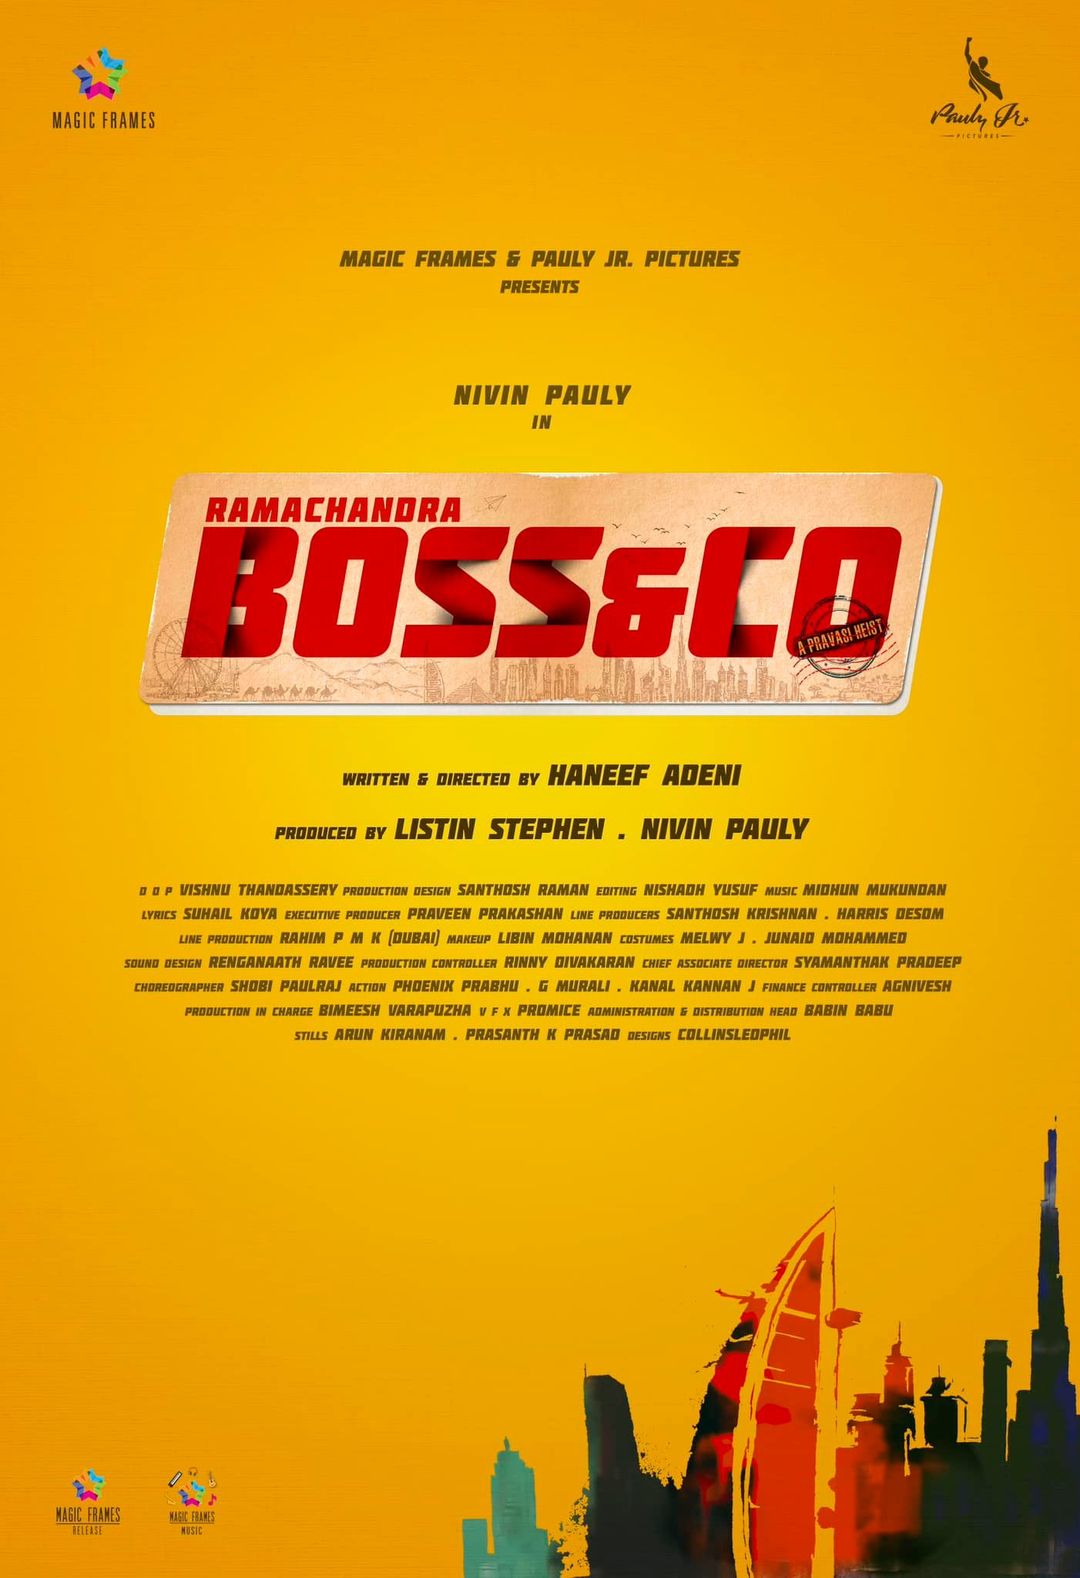 MAGIC FRAMES
Pauly Jr.
PICTURES
MAGIC FRAMES & PAULY JR. PICTURES
PRESENTS
NIVIN PAULY
IN
RAMACHANDRA
BOSS&CO
A PRAVASI HEIST
WRITTEN & DIRECTED BY HANEEF ADENI
PRODUCED BY LISTIN STEPHEN . NIVIN PAULY
D O P VISHNU THANDASSERY PRODUCTION DESIGN SANTHOSH RAMAN EDITING NISHADH YUSUF MUSIC MIDHUN MUKUNDAN
LYRICS SUHAIL KOYA EXECUTIVE PRODUCER PRAVEEN PRAKASHAN LINE PRODUCERS SANTHOSH KRISHNAN . HARRIS DESOM
LINE PRODUCTION RAHIM P M K (DUBAI) MAKEUP LIBIN MOHANAN COSTUMES MELWY J . JUNAID MOHAMMED
SOUND DESIGN RENGANAATH RAVEE PRODUCTION CONTROLLER RINNY DIVAKARAN CHIEF ASSOCIATE DIRECTOR SYAMANTHAK PRADEEP
CHOREOGRAPHER SHOBI PAULRAJ ACTION PHOENIX PRABHU . G MURALI . KANAL KANNAN J FINANCE CONTROLLER AGNIVESH
PRODUCTION IN CHARGE BIMEESH VARAPUZHA V F X PROMICE ADMINISTRATION & DISTRIBUTION HEAD BABIN BABU
STILLS ARUN KIRANAM . PRASANTH K PRASAD DESIGNS COLLINSLEOPHIL
MAGIC FRAMES
RELEASE
MAGIC FRAMES
MUSIC